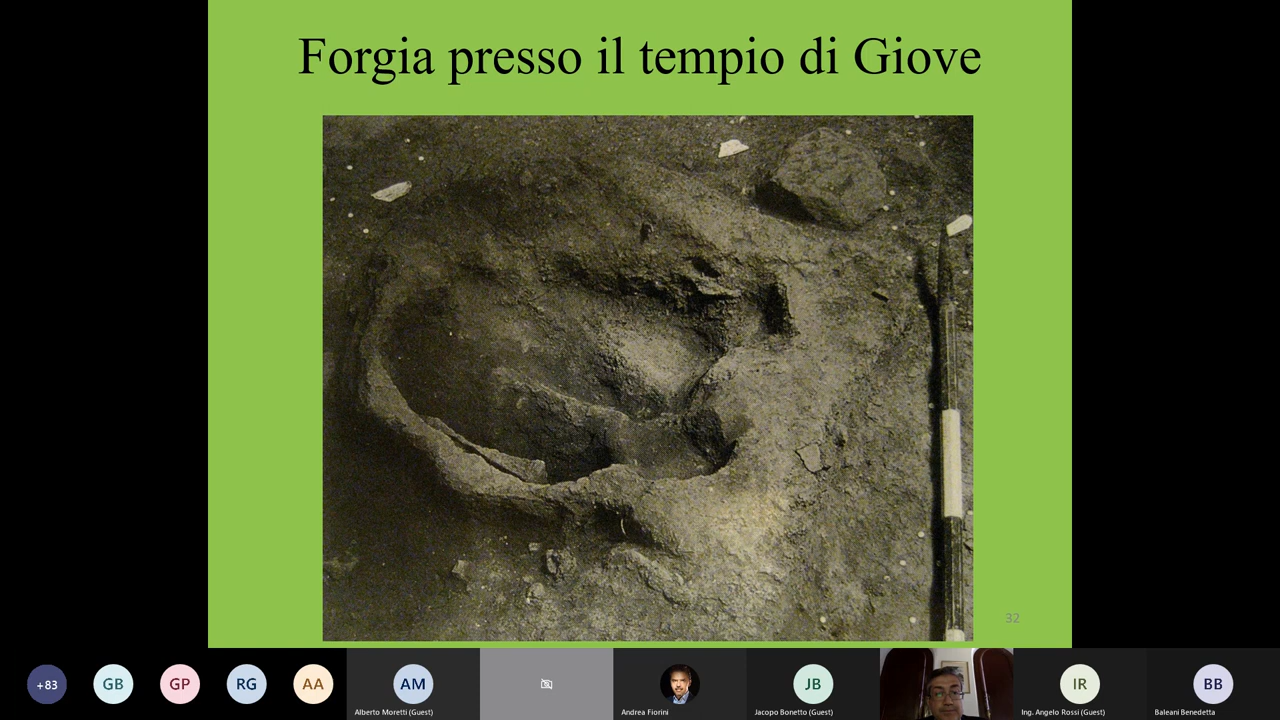 Forgia presso il tempio di Giove
32
+83
GB
GP
RG
AA
AM
Alberto Moretti (Guest)
Andrea Fiorini
JB
Jacopo Bonetto (Guest)
IR
Ing. Angelo Rossi (Guest)
BB
Baleani Benedetta